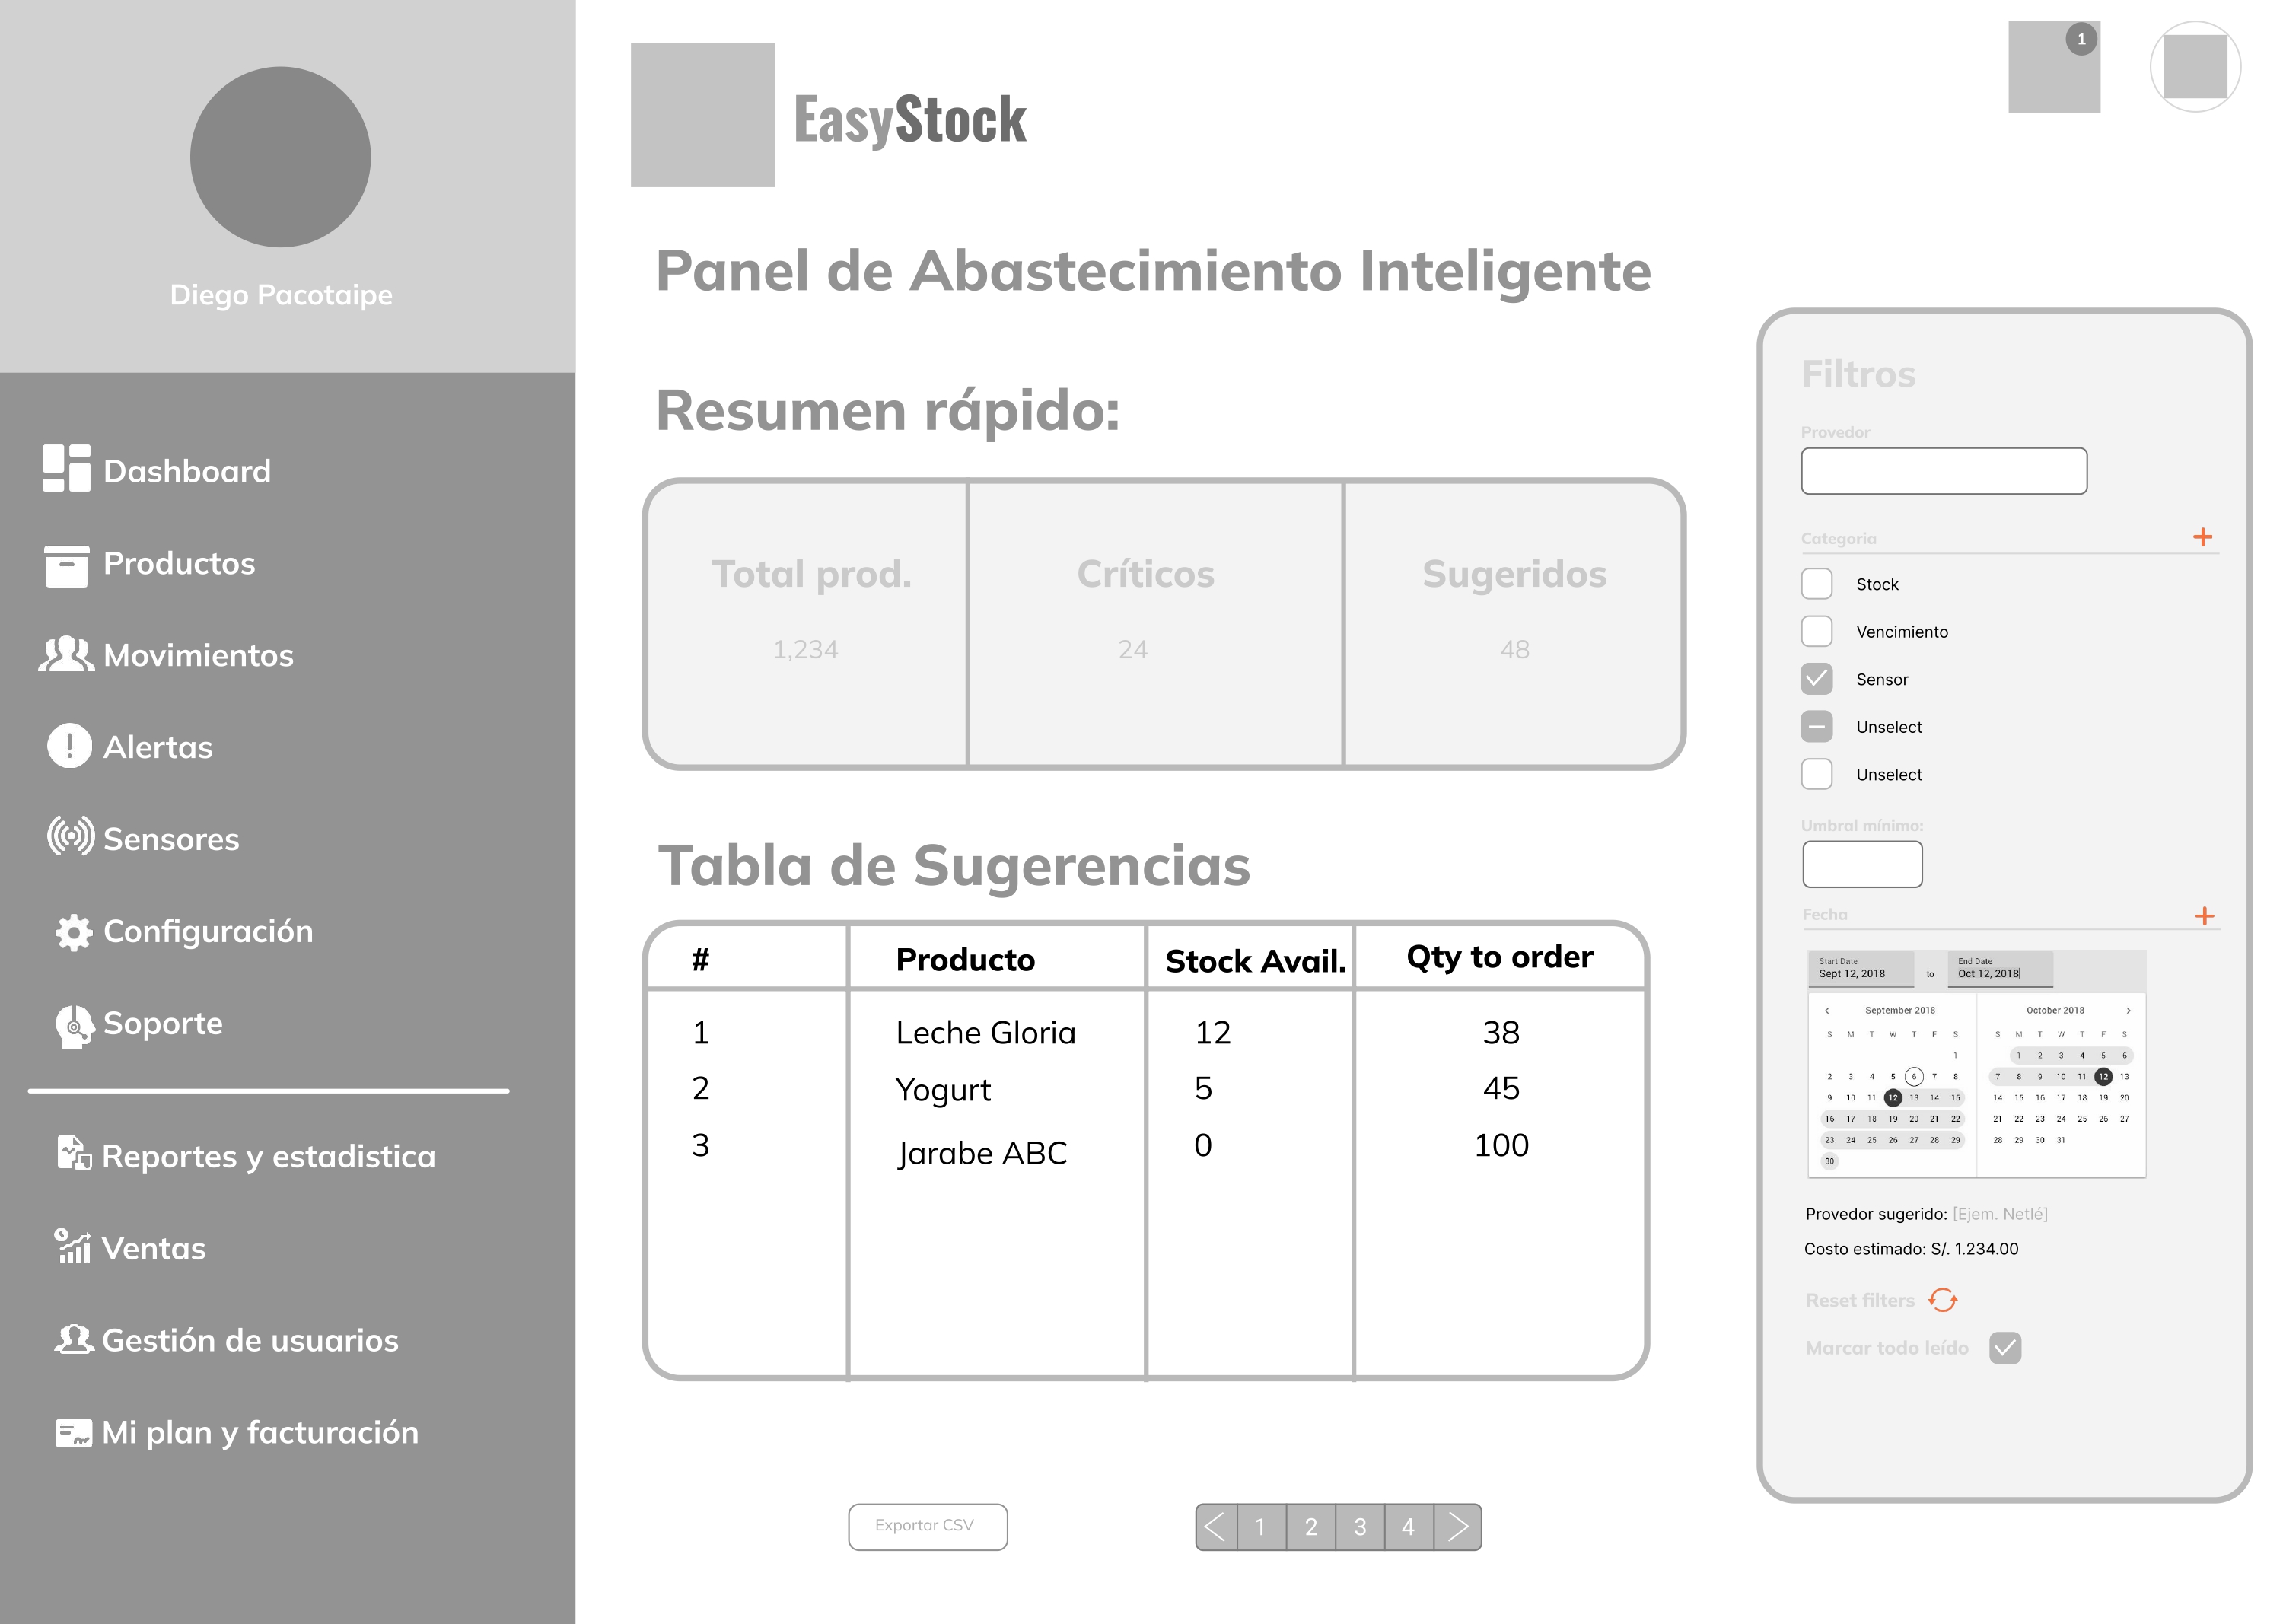 Diego Pacotaipe
Dashboard
Productos
Movimientos
Alertas
Sensores
Configuración
Soporte
Reportes y estadistica
Ventas
Gestión de usuarios
Mi plan y facturación
EasyStock
1
Panel de Abastecimiento Inteligente
Resumen rápido:
Total prod. Críticos Sugeridos
1,234 24 48
Tabla de Sugerencias
# Producto Stock Avail. Qty to order
1 Leche Gloria 12 38
2 Yogurt 5 45
3 Jarabe ABC 0 100
Exportar CSV
1 2 3 4
Filtros
Provedor
Categoria
Stock
Vencimiento
Sensor
Unselect
Unselect
Umbral mínimo:
Fecha
Start Date End Date
Sept 12, 2018 to Oct 12, 2018
September 2018
S M T W T F S
1
2 3 4 5 6 7 8
9 10 11 12 13 14 15
16 17 18 19 20 21 22
23 24 25 26 27 28 29
30
October 2018
S M T W T F S
1 2 3 4 5 6
7 8 9 10 11 12 13
14 15 16 17 18 19 20
21 22 23 24 25 26 27
28 29 30 31
Provedor sugerido: [Ejem. Netlé]
Costo estimado: S/. 1.234.00
Reset filters
Marcar todo leído